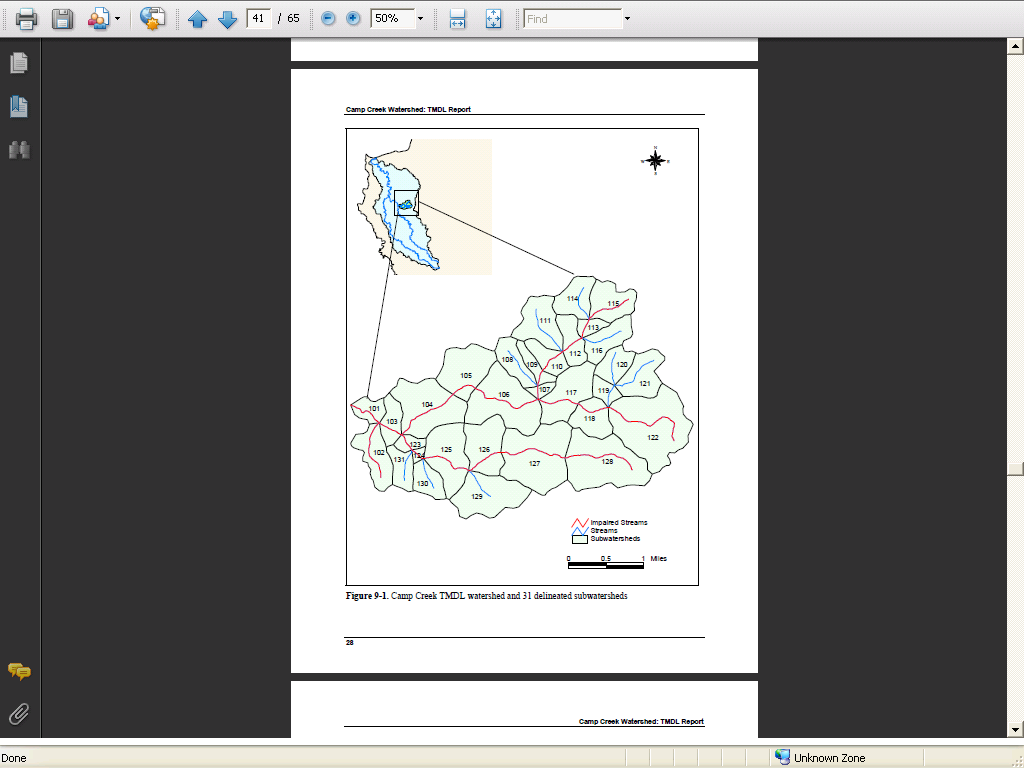 41 / 65
50%
Find
Camp Creek Watershed: TMDL Report
N
W
E
S
114
115
111
113
116
112
108
109
110
120
105
121
107
106
117
119
104
101
118
103
122
123
125
126
102
131
124
127
128
130
129
Impaired Streams
Streams
Subwatersheds
0 0.5 1 Miles
Figure 9-1. Camp Creek TMDL watershed and 31 delineated subwatersheds
28
Camp Creek Watershed: TMDL Report
Done
Unknown Zone